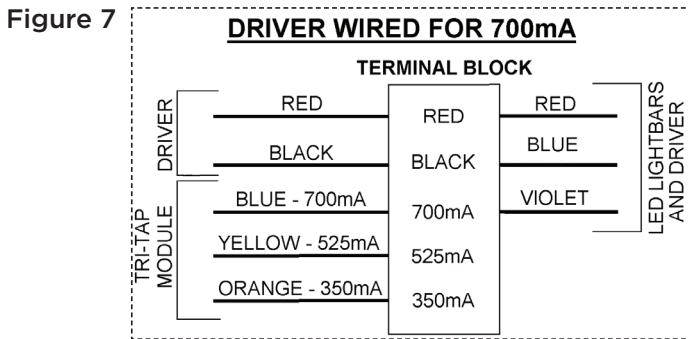 Figure 7
DRIVER WIRED FOR 700mA
TERMINAL BLOCK
DRIVER
RED
RED
RED
BLACK
BLACK
BLUE
TRI-TAP
MODULE
BLUE - 700mA
700mA
VIOLET
YELLOW - 525mA
525mA
ORANGE - 350mA
350mA
LED LIGHTBARS
AND DRIVER